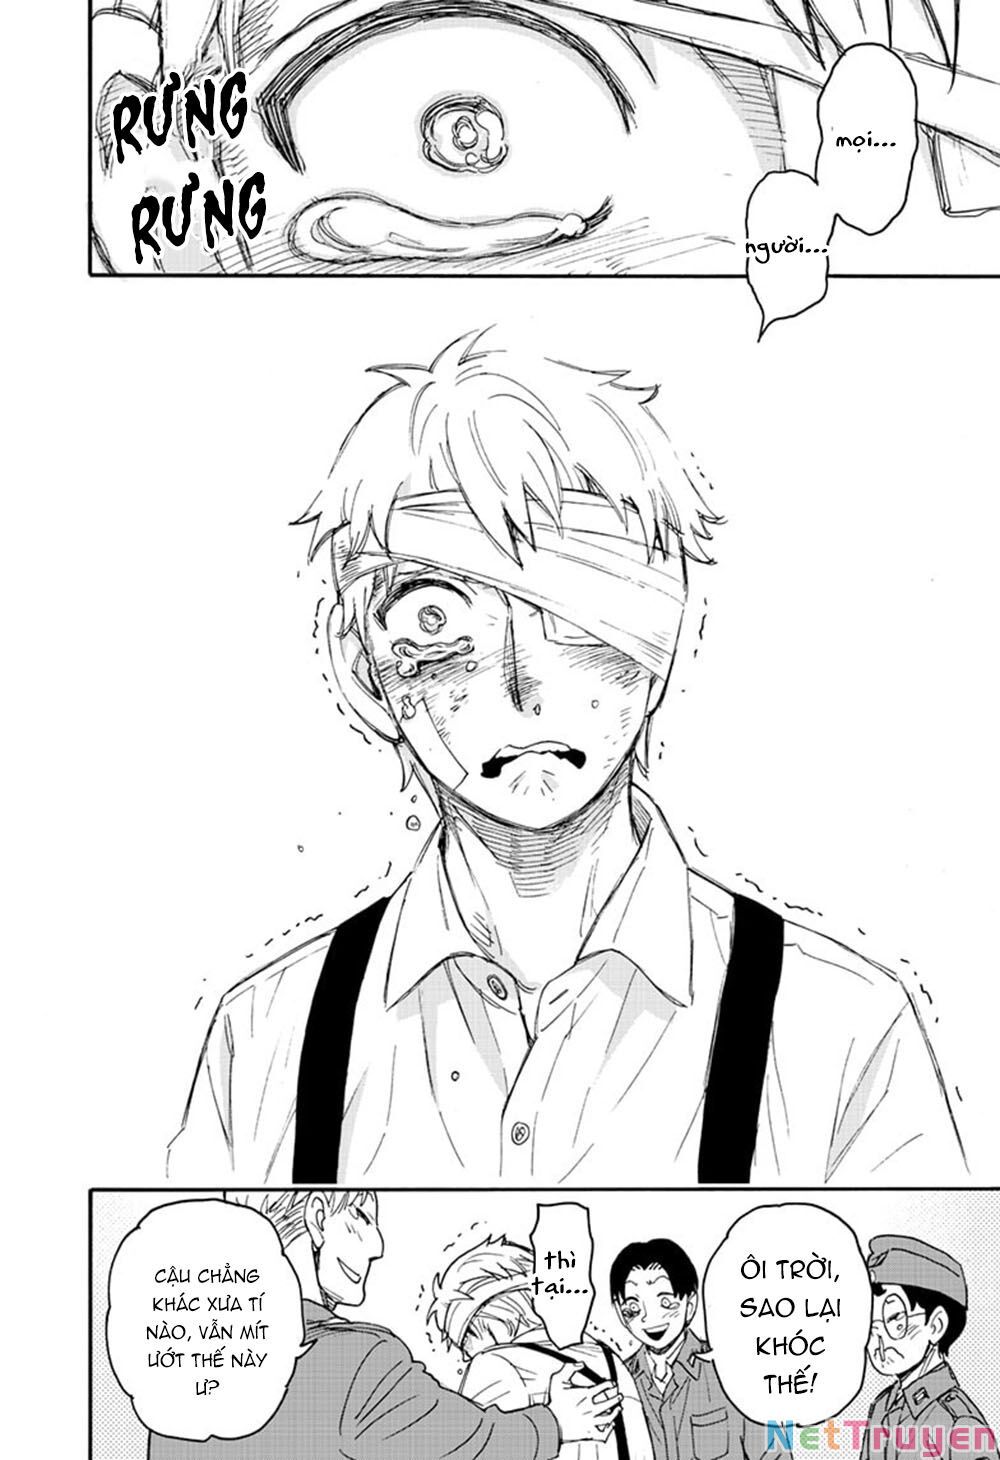 RƯNG
RƯNG
mọi...
người...
ÔI TRỜI,
SAO LẠI
KHÓC
THẾ!
thì
tại...
CẬU CHẲNG
KHÁC XƯA TÍ
NÀO, VẪN MÍT
ƯỚT THẾ NÀY
Ư?
NetTruyen